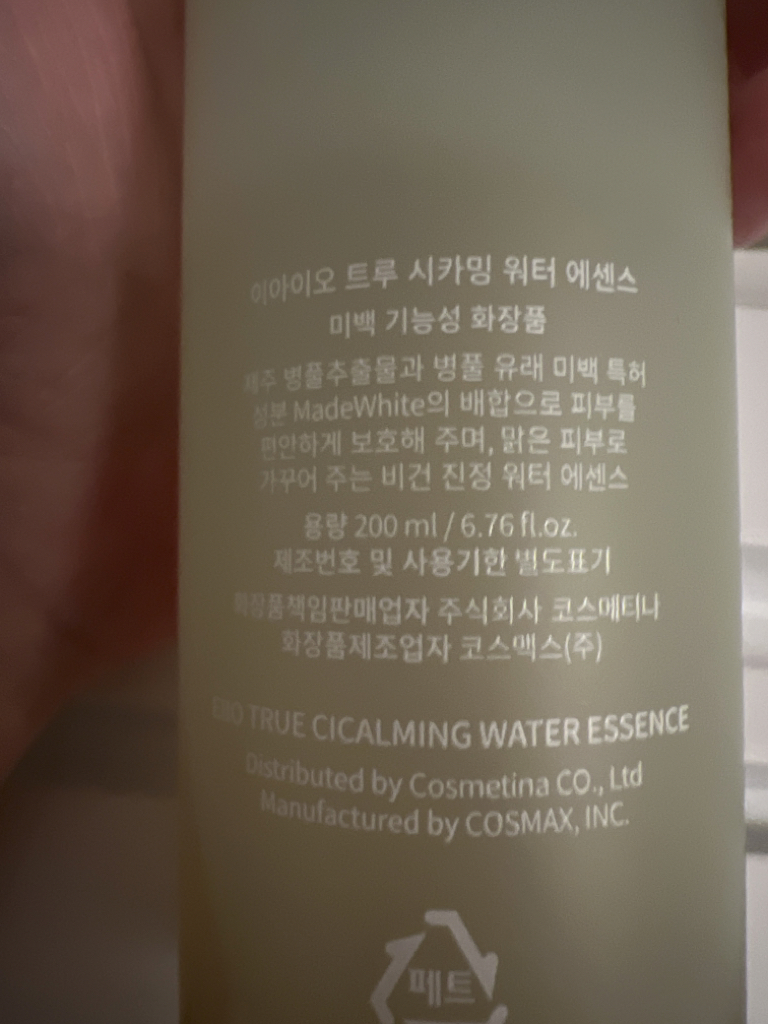 이아이오 트루 시카밍 워터 에센스
미백 기능성 화장품
제주 병풀추출물과 병풀 유래 미백 특허
성분 MadeWhite의 배합으로 피부를
편안하게 보호해 주며, 맑은 피부로
가꾸어 주는 비건 진정 워터 에센스
용량 200 ml / 6.76 fl.oz.
제조번호 및 사용기한 별도표기
화장품책임판매업자 주식회사 코스메티나
화장품제조업자 코스맥스(주)
TRUE CICALMING WATER ESSENCE
Distributed by Cosmetina CO., Ltd
Manufactured by COSMAX, INC.
페트